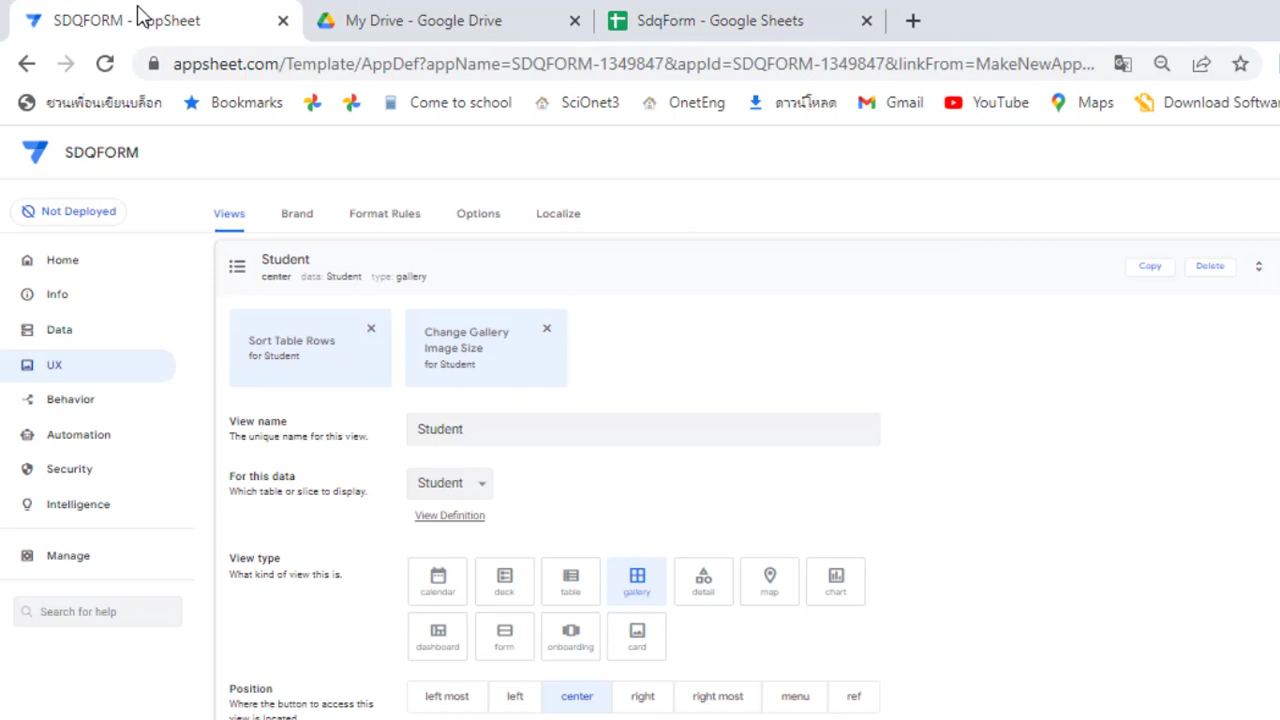 SDQFORM - AppSheet
My Drive - Google Drive
SdqForm - Google Sheets
appsheet.com/Template/AppDef?appName=SDQFORM-1349847&appId=SDQFORM-1349847&linkFrom=MakeNewApp...
ชวนเพื่อนเขียนบล็อก Bookmarks Come to school SciOnet3 OnetEng ดาวน์โหลด Gmail YouTube Maps Download Softwa
SDQFORM
Not Deployed
Views Brand Format Rules Options Localize
Home
Info
Data
UX
Behavior
Automation
Security
Intelligence
Manage
Search for help
Student
center data: Student type: gallery
Copy Delete
Sort Table Rows
for Student
Change Gallery
Image Size
for Student
View name
The unique name for this view.
Student
For this data
Which table or slice to display.
Student
View Definition
View type
What kind of view this is.
calendar deck table gallery detail map chart
dashboard form onboarding card
Position
Where the button to access this
view is located.
left most left center right right most menu ref